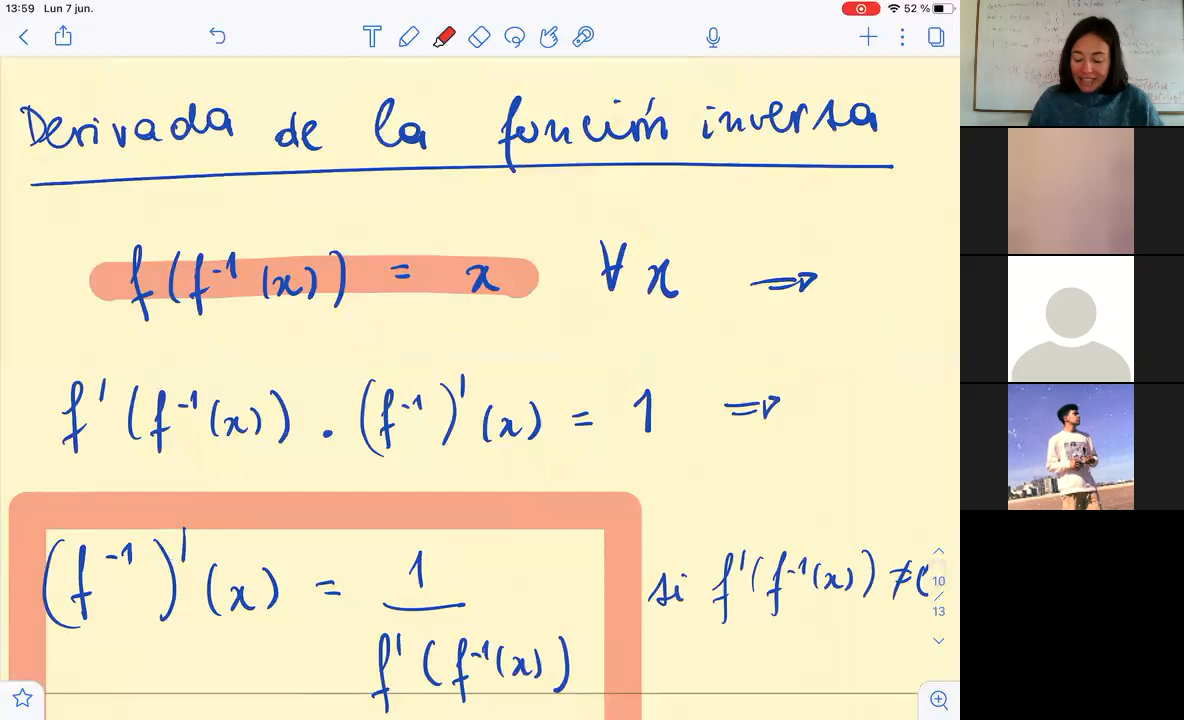 13:59 Lun 7 jun.
52 %
Derivada de la función inversa
f(f⁻¹(x)) = x ∀x ⇒
f'(f⁻¹(x)) . (f⁻¹)'(x) = 1 ⇒
(f⁻¹)'(x) = 1 / f'(f⁻¹(x)) si f'(f⁻¹(x)) ≠
10 / 13